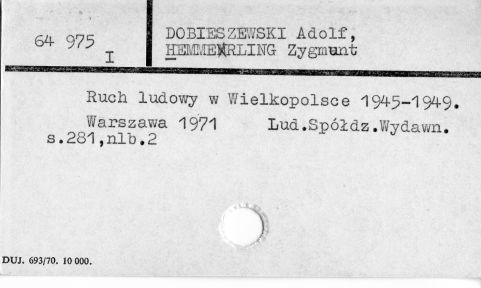 64 975
I
DOBIESZEWSKI Adolf,
HEMMERLING Zygmunt
Ruch ludowy w Wielkopolsce 1945-1949.
Warszawa 1971 Lud.Spółdz.Wydawn.
s.281,nlb.2
DUJ. 693/70. 10 000.